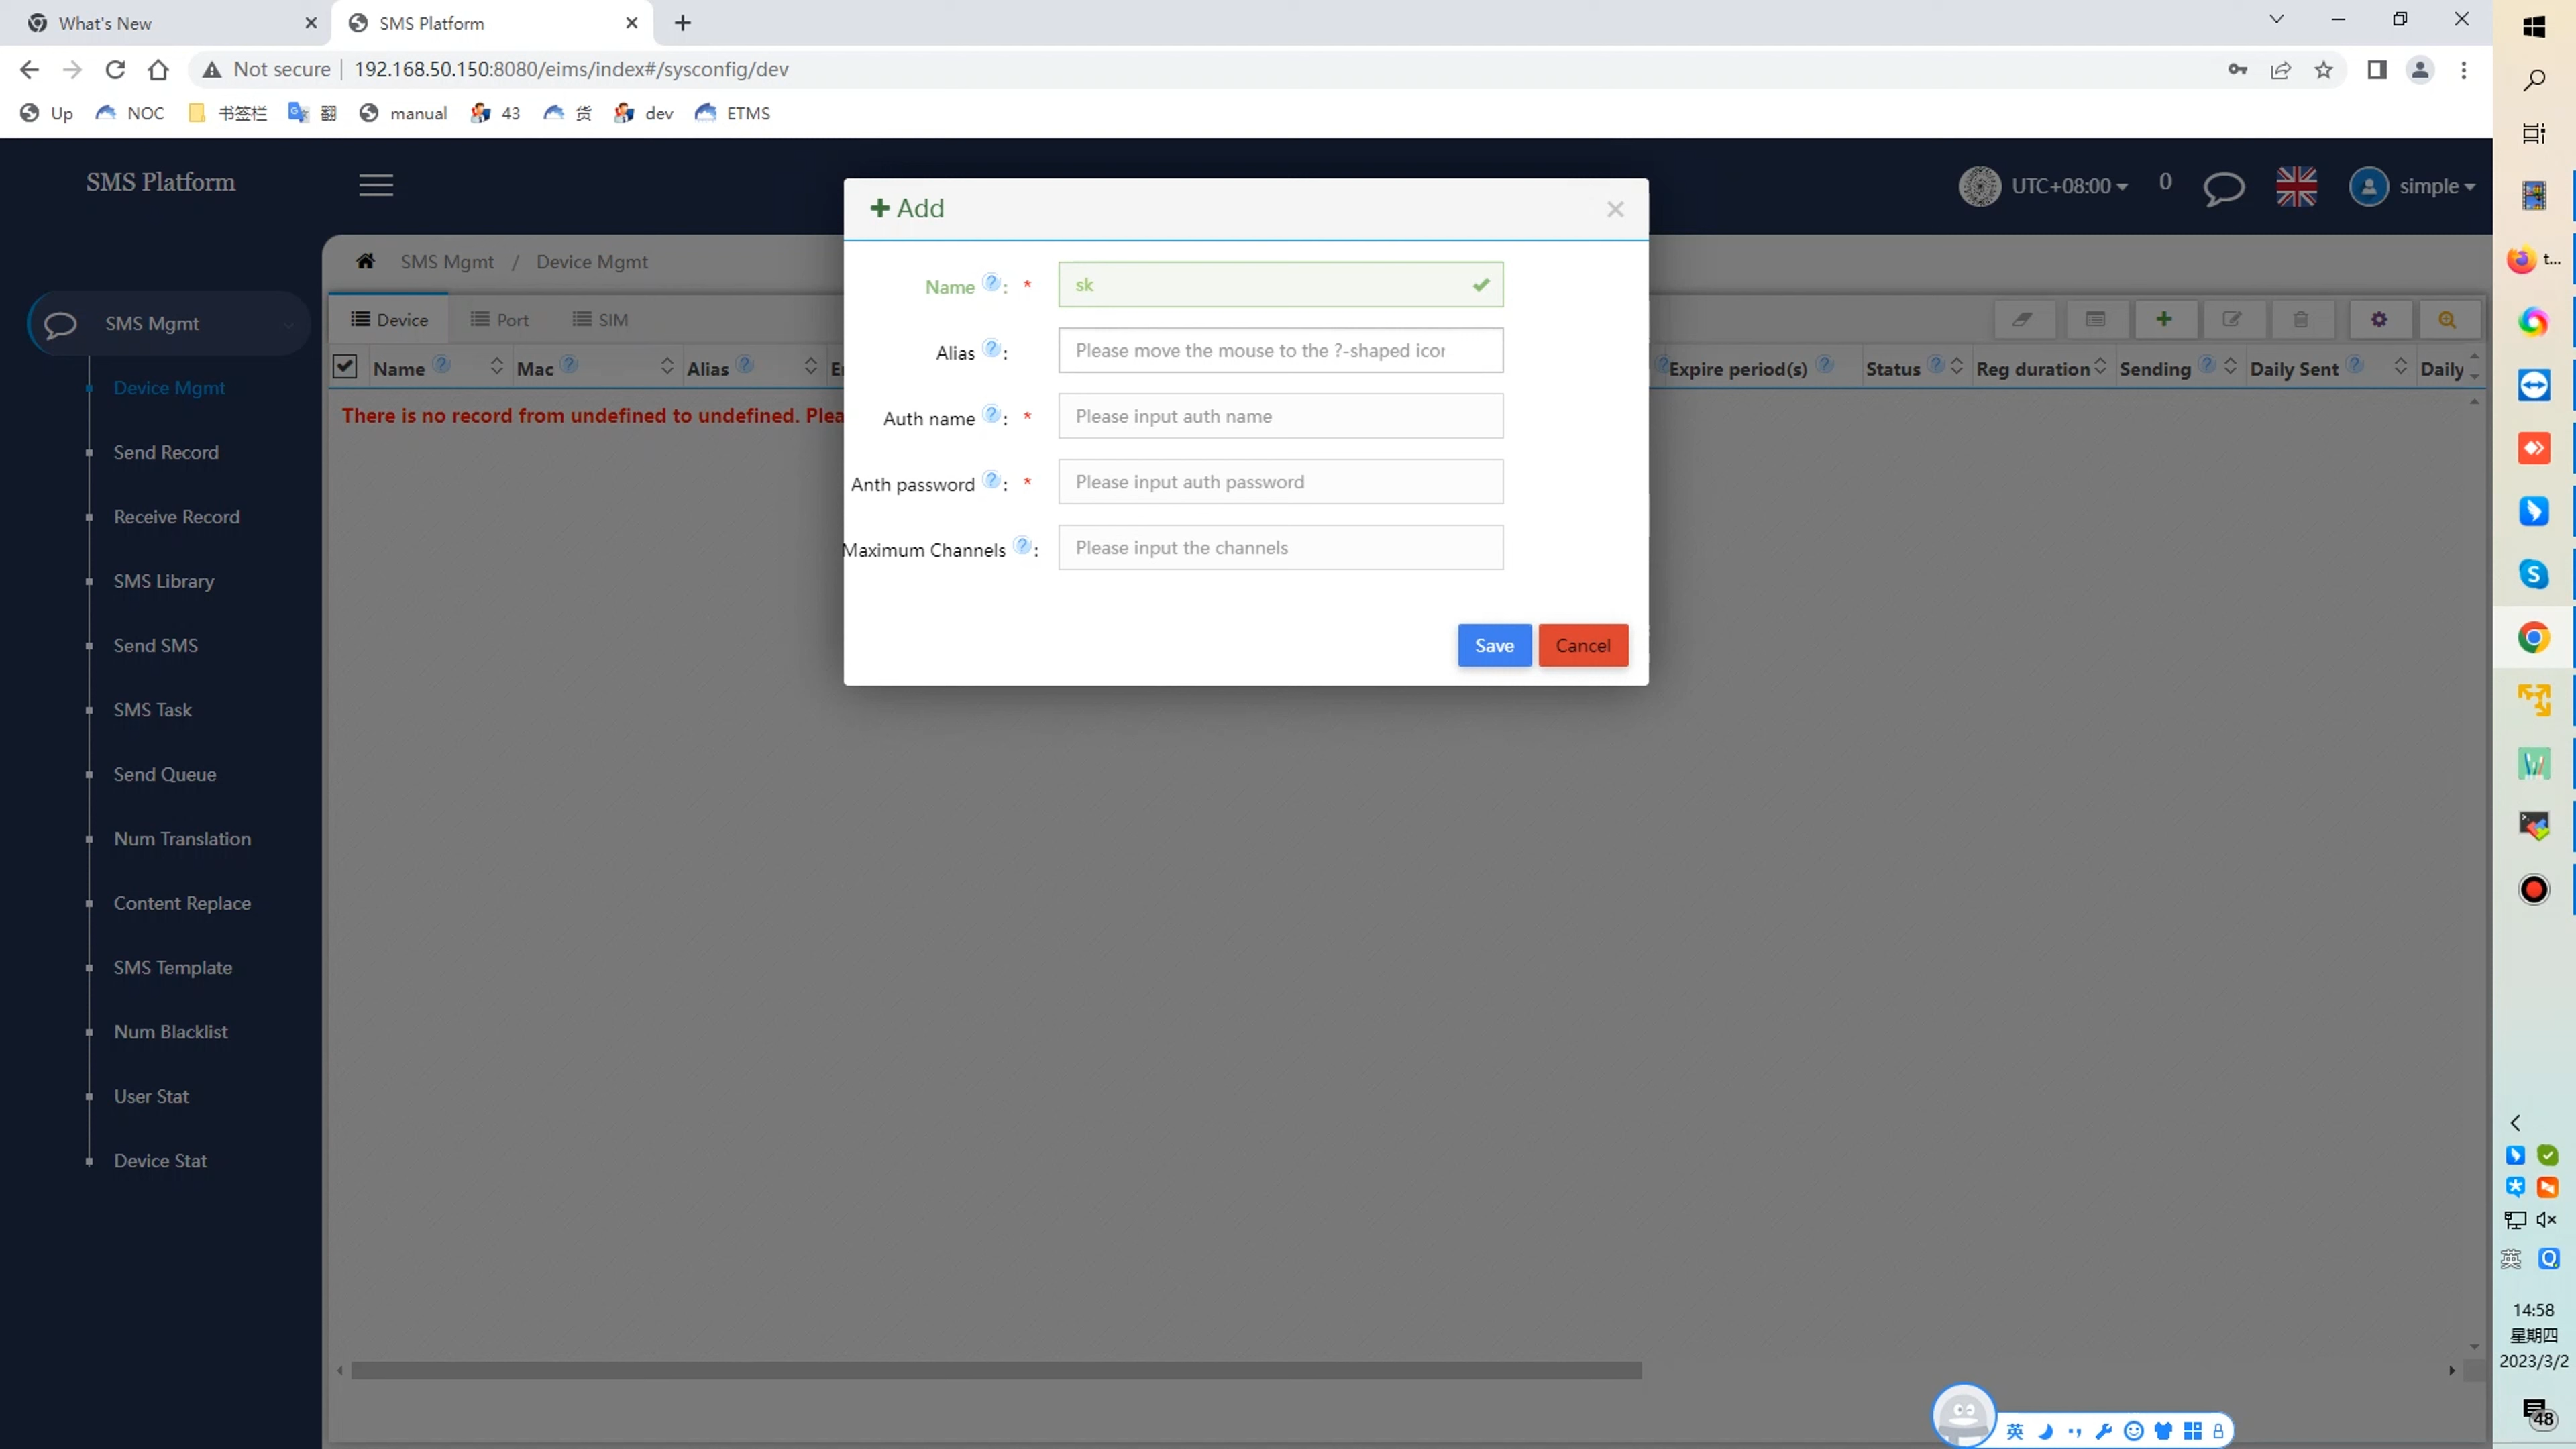 What's New
SMS Platform
Not secure 192.168.50.150:8080/eims/index#/sysconfig/dev
Up NOC 书签栏 翻 manual 43 货 dev ETMS
SMS Platform
UTC+08:00 0 simple
Add
SMS Mgmt / Device Mgmt
Name ? : * sk
SMS Mgmt
Device Port SIM
Alias ? : Please move the mouse to the ?-shaped icor
Name ? Mac ? Alias ? Expire period(s) ? Status ? Reg duration Sending ? Daily Sent ? Daily
Device Mgmt
There is no record from undefined to undefined. Plea
Auth name ? : * Please input auth name
Send Record
Anth password ? : * Please input auth password
Receive Record
Maximum Channels ? : Please input the channels
SMS Library
Send SMS
Save Cancel
SMS Task
Send Queue
Num Translation
Content Replace
SMS Template
Num Blacklist
User Stat
Device Stat
t...
英
14:58
星期四
2023/3/2
48
英